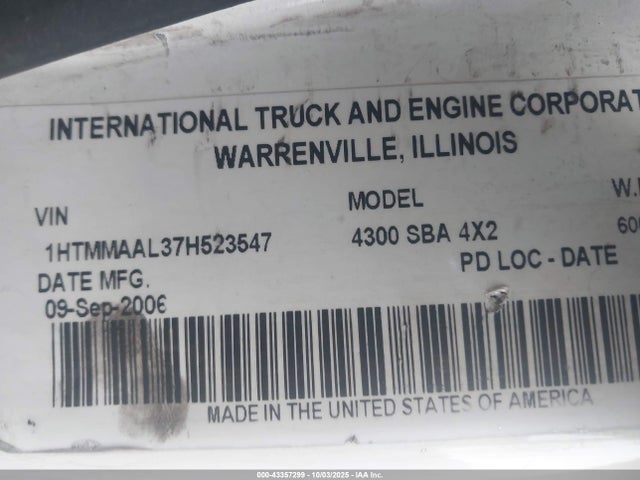 INTERNATIONAL TRUCK AND ENGINE CORPORAT
WARRENVILLE, ILLINOIS
VIN MODEL W.
1HTMMAAL37H523547 4300 SBA 4X2 60
DATE MFG. PD LOC - DATE
09-Sep-2006
MADE IN THE UNITED STATES OF AMERICA
000-43357299 - 10/03/2025 - IAA Inc.